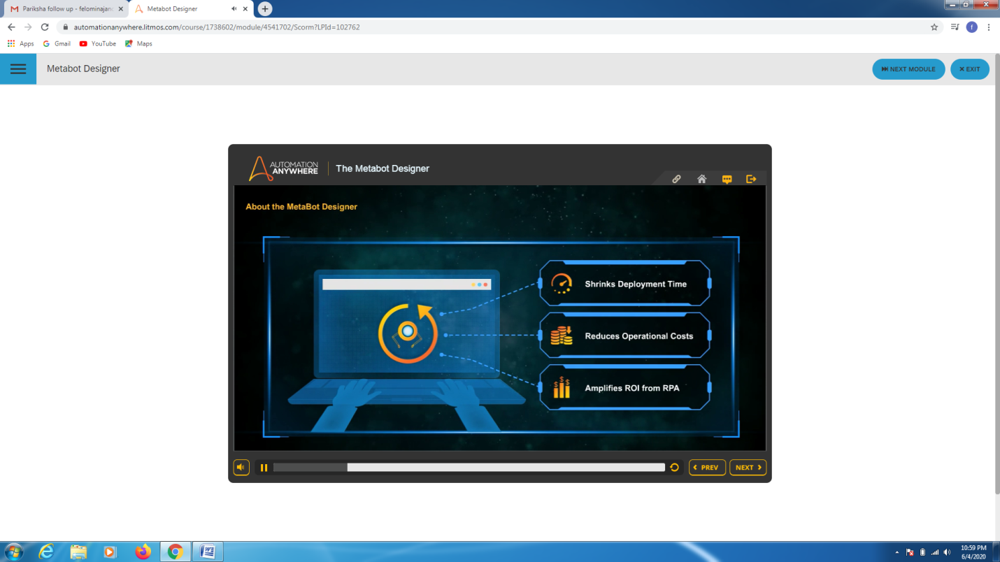 Pariksha follow up - felominajan
Metabot Designer
automationanywhere.litmos.com/course/1738602/module/4541702/Scorm?LPId=102762
f
Apps
Gmail
YouTube
Maps
Metabot Designer
NEXT MODULE
EXIT
AUTOMATION
ANYWHERE
The Metabot Designer
About the MetaBot Designer
Shrinks Deployment Time
Reduces Operational Costs
Amplifies ROI from RPA
PREV
NEXT
10:59 PM
6/4/2020